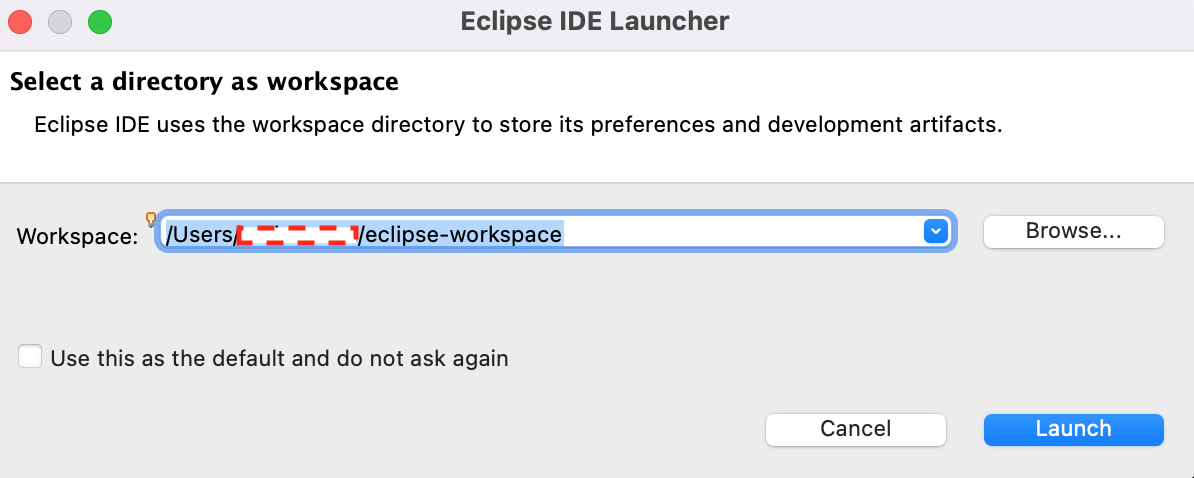 Eclipse IDE Launcher
Select a directory as workspace
Eclipse IDE uses the workspace directory to store its preferences and development artifacts.
Workspace: /Users/ /eclipse-workspace Browse...
Use this as the default and do not ask again
Cancel Launch